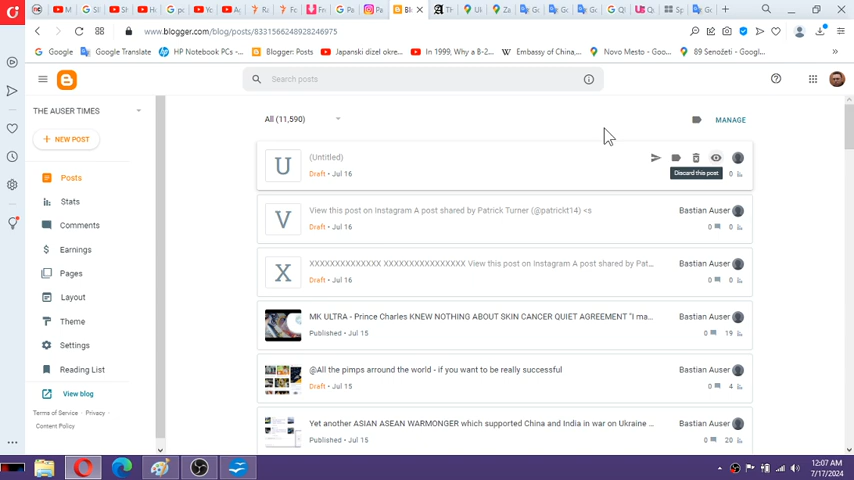 www.blogger.com/blog/posts/8331566248928246975
Google
Google Translate
HP Notebook PCs - ...
Blogger: Posts
Japanski dizel okre...
In 1999, Why a B-2...
Embassy of China,...
Novo Mesto - Goo...
89 Senožeti - Googl...
Search posts
THE AUSER TIMES
NEW POST
Posts
Stats
Comments
Earnings
Pages
Layout
Theme
Settings
Reading List
View blog
Terms of Service · Privacy ·
Content Policy
All (11,590)
MANAGE
U
(Untitled)
Draft • Jul 16
Discard this post
0
V
View this post on Instagram A post shared by Patrick Turner (@patrickt14) <s
Bastian Auser
Draft • Jul 16
0 0
X
XXXXXXXXXXXXXX XXXXXXXXXXXXXXXX View this post on Instagram A post shared by Pat...
Bastian Auser
Draft • Jul 16
0 0
MK ULTRA - Prince Charles KNEW NOTHING ABOUT SKIN CANCER QUIET AGREEMENT "I ma...
Bastian Auser
Published • Jul 15
0 19
@All the pimps arround the world - if you want to be really successful
Bastian Auser
Draft • Jul 15
0 4
Yet another ASIAN ASEAN WARMONGER which supported China and India in war on Ukraine ...
Bastian Auser
Published • Jul 15
0 20
12:07 AM
7/17/2024